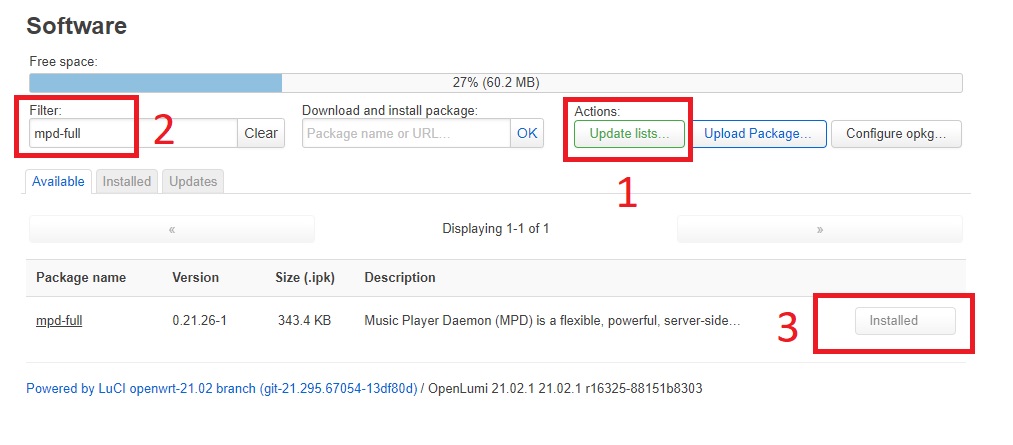 Software
Free space:
27% (60.2 MB)
Filter:
Download and install package:
Actions:
mpd-full
Clear
Package name or URL…
OK
Update lists…
Upload Package…
Configure opkg…
2
1
Available
Installed
Updates
«
Displaying 1-1 of 1
»
Package name
Version
Size (.ipk)
Description
mpd-full
0.21.26-1
343.4 KB
Music Player Daemon (MPD) is a flexible, powerful, server-side…
3
Installed
Powered by LuCI openwrt-21.02 branch (git-21.295.67054-13df80d) / OpenLumi 21.02.1 21.02.1 r16325-88151b8303